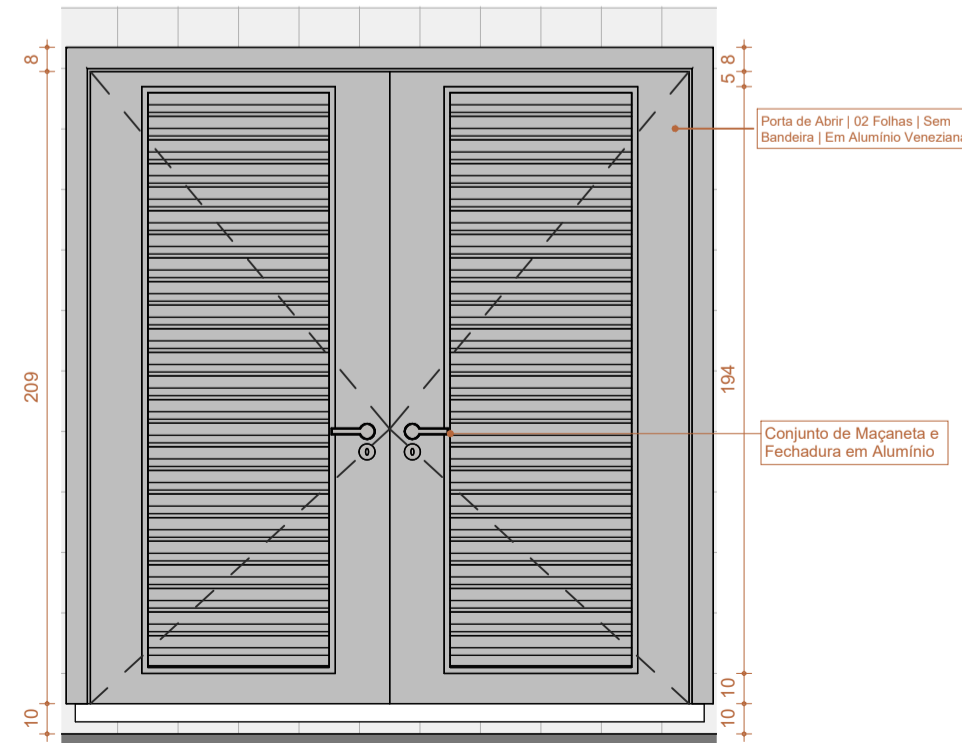 8
209
10
8
5
194
10
10
Porta de Abrir | 02 Folhas | Sem
Bandeira | Em Alumínio Veneziana
Conjunto de Maçaneta e
Fechadura em Alumínio